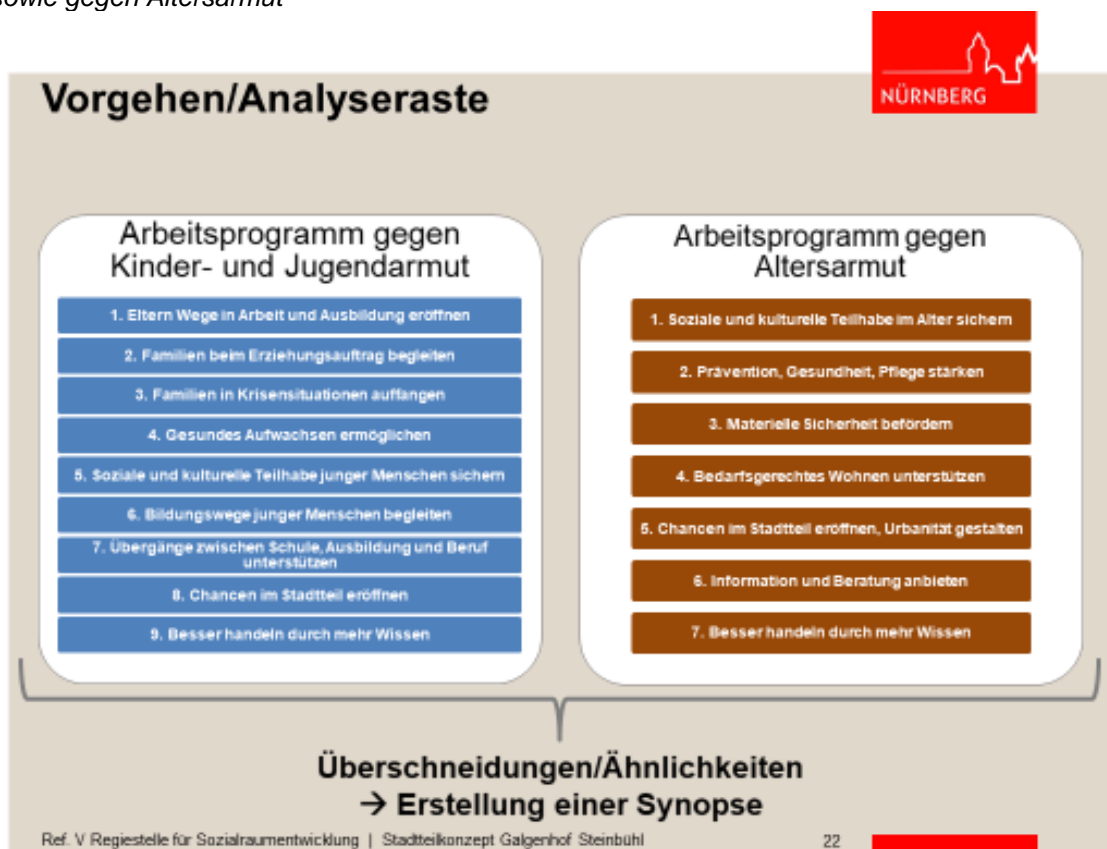 sowie gegen Altersarmut
NÜRNBERG
Vorgehen/Analyseraste
Arbeitsprogramm gegen
Kinder- und Jugendarmut
1. Eltern Wege in Arbeit und Ausbildung eröffnen
2. Familien beim Erziehungsauftrag begleiten
3. Familien in Krisensituationen auffangen
4. Gesundes Aufwachsen ermöglichen
5. Soziale und kulturelle Teilhabe junger Menschen sichern
6. Bildungswege junger Menschen begleiten
7. Übergänge zwischen Schule, Ausbildung und Beruf
unterstützen
8. Chancen im Stadtteil eröffnen
9. Besser handeln durch mehr Wissen
Arbeitsprogramm gegen
Altersarmut
1. Soziale und kulturelle Teilhabe im Alter sichern
2. Prävention, Gesundheit, Pflege stärken
3. Materielle Sicherheit befördern
4. Bedarfsgerechtes Wohnen unterstützen
5. Chancen im Stadtteil eröffnen, Urbanität gestalten
6. Information und Beratung anbieten
7. Besser handeln durch mehr Wissen
Überschneidungen/Ähnlichkeiten
→ Erstellung einer Synopse
Ref. V Regiestelle für Sozialraumentwicklung | Stadtteilkonzept Galgenhof Steinbühl 22